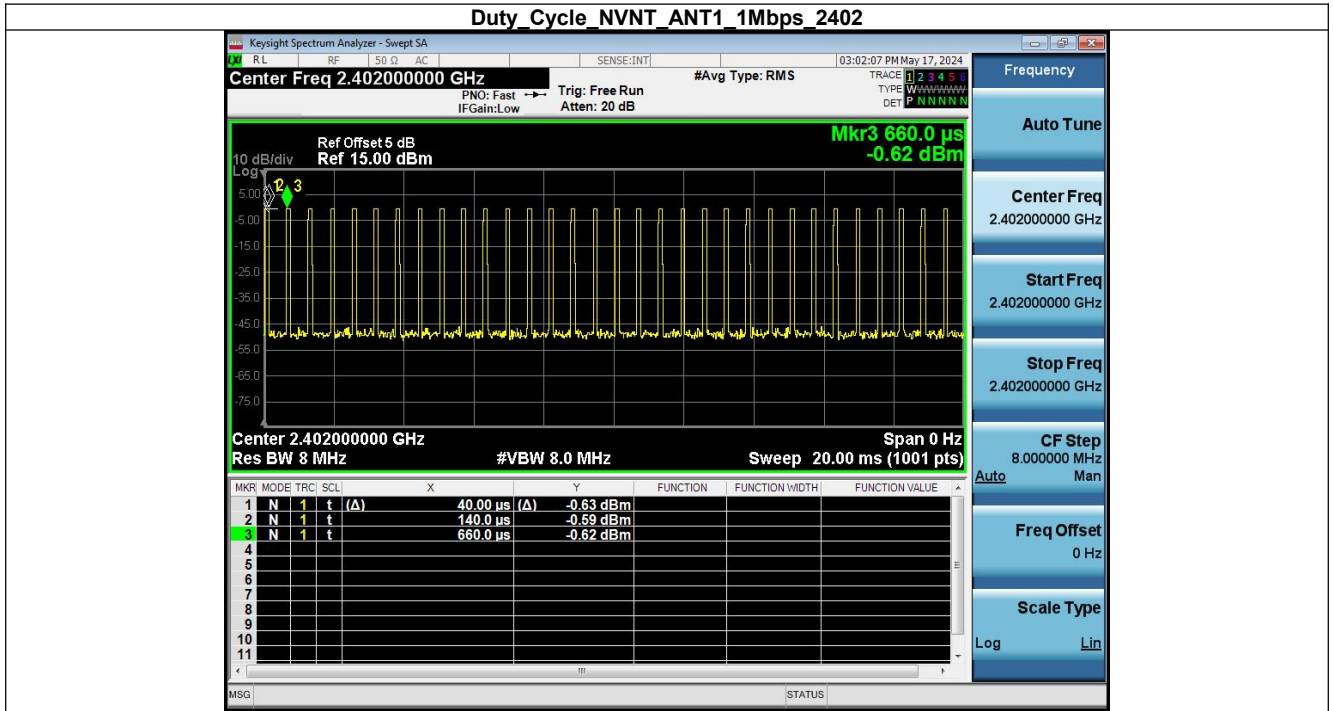 Duty_Cycle_NVNT_ANT1_1Mbps_2402
Keysight Spectrum Analyzer - Swept SA
LXI RL RF 50 Ω AC SENSE:INT 03:02:07 PM May 17, 2024
Center Freq 2.402000000 GHz #Avg Type: RMS TRACE 1 2 3 4 5 6
PNO: Fast Trig: Free Run TYPE WWWWWW
IFGain:Low Atten: 20 dB DET P N N N N N
Mkr3 660.0 µs
-0.62 dBm
Ref Offset 5 dB
10 dB/div Ref 15.00 dBm
Log
1 2 3
5.00
-5.00
-15.0
-25.0
-35.0
-45.0
-55.0
-65.0
-75.0
Center 2.402000000 GHz Span 0 Hz
Res BW 8 MHz #VBW 8.0 MHz Sweep 20.00 ms (1001 pts)
MKR MODE TRC SCL X Y FUNCTION FUNCTION WIDTH FUNCTION VALUE
1 N 1 t (Δ) 40.00 µs (Δ) -0.63 dBm
2 N 1 t 140.0 µs -0.59 dBm
3 N 1 t 660.0 µs -0.62 dBm
4
5
6
7
8
9
10
11
MSG STATUS
Frequency
Auto Tune
Center Freq
2.402000000 GHz
Start Freq
2.402000000 GHz
Stop Freq
2.402000000 GHz
CF Step
8.000000 MHz
Auto Man
Freq Offset
0 Hz
Scale Type
Log Lin